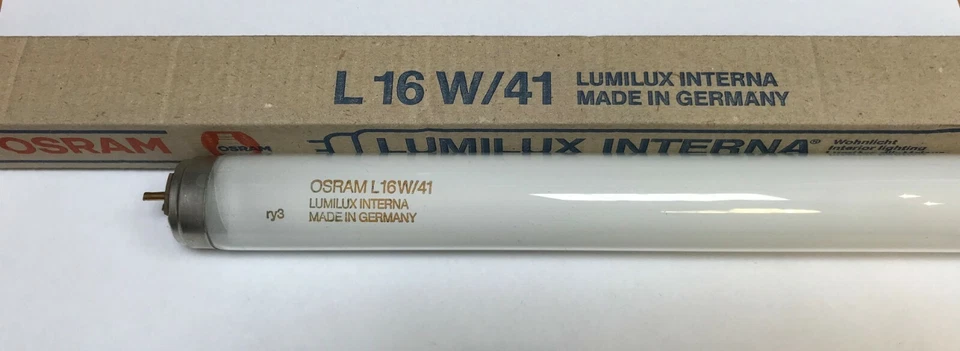 L 16 W/41 LUMILUX INTERNA
MADE IN GERMANY
OSRAM OSRAM LUMILUX INTERNA® Wohnlicht
Interior lighting
OSRAM L16W/41
LUMILUX INTERNA
MADE IN GERMANY
ry3